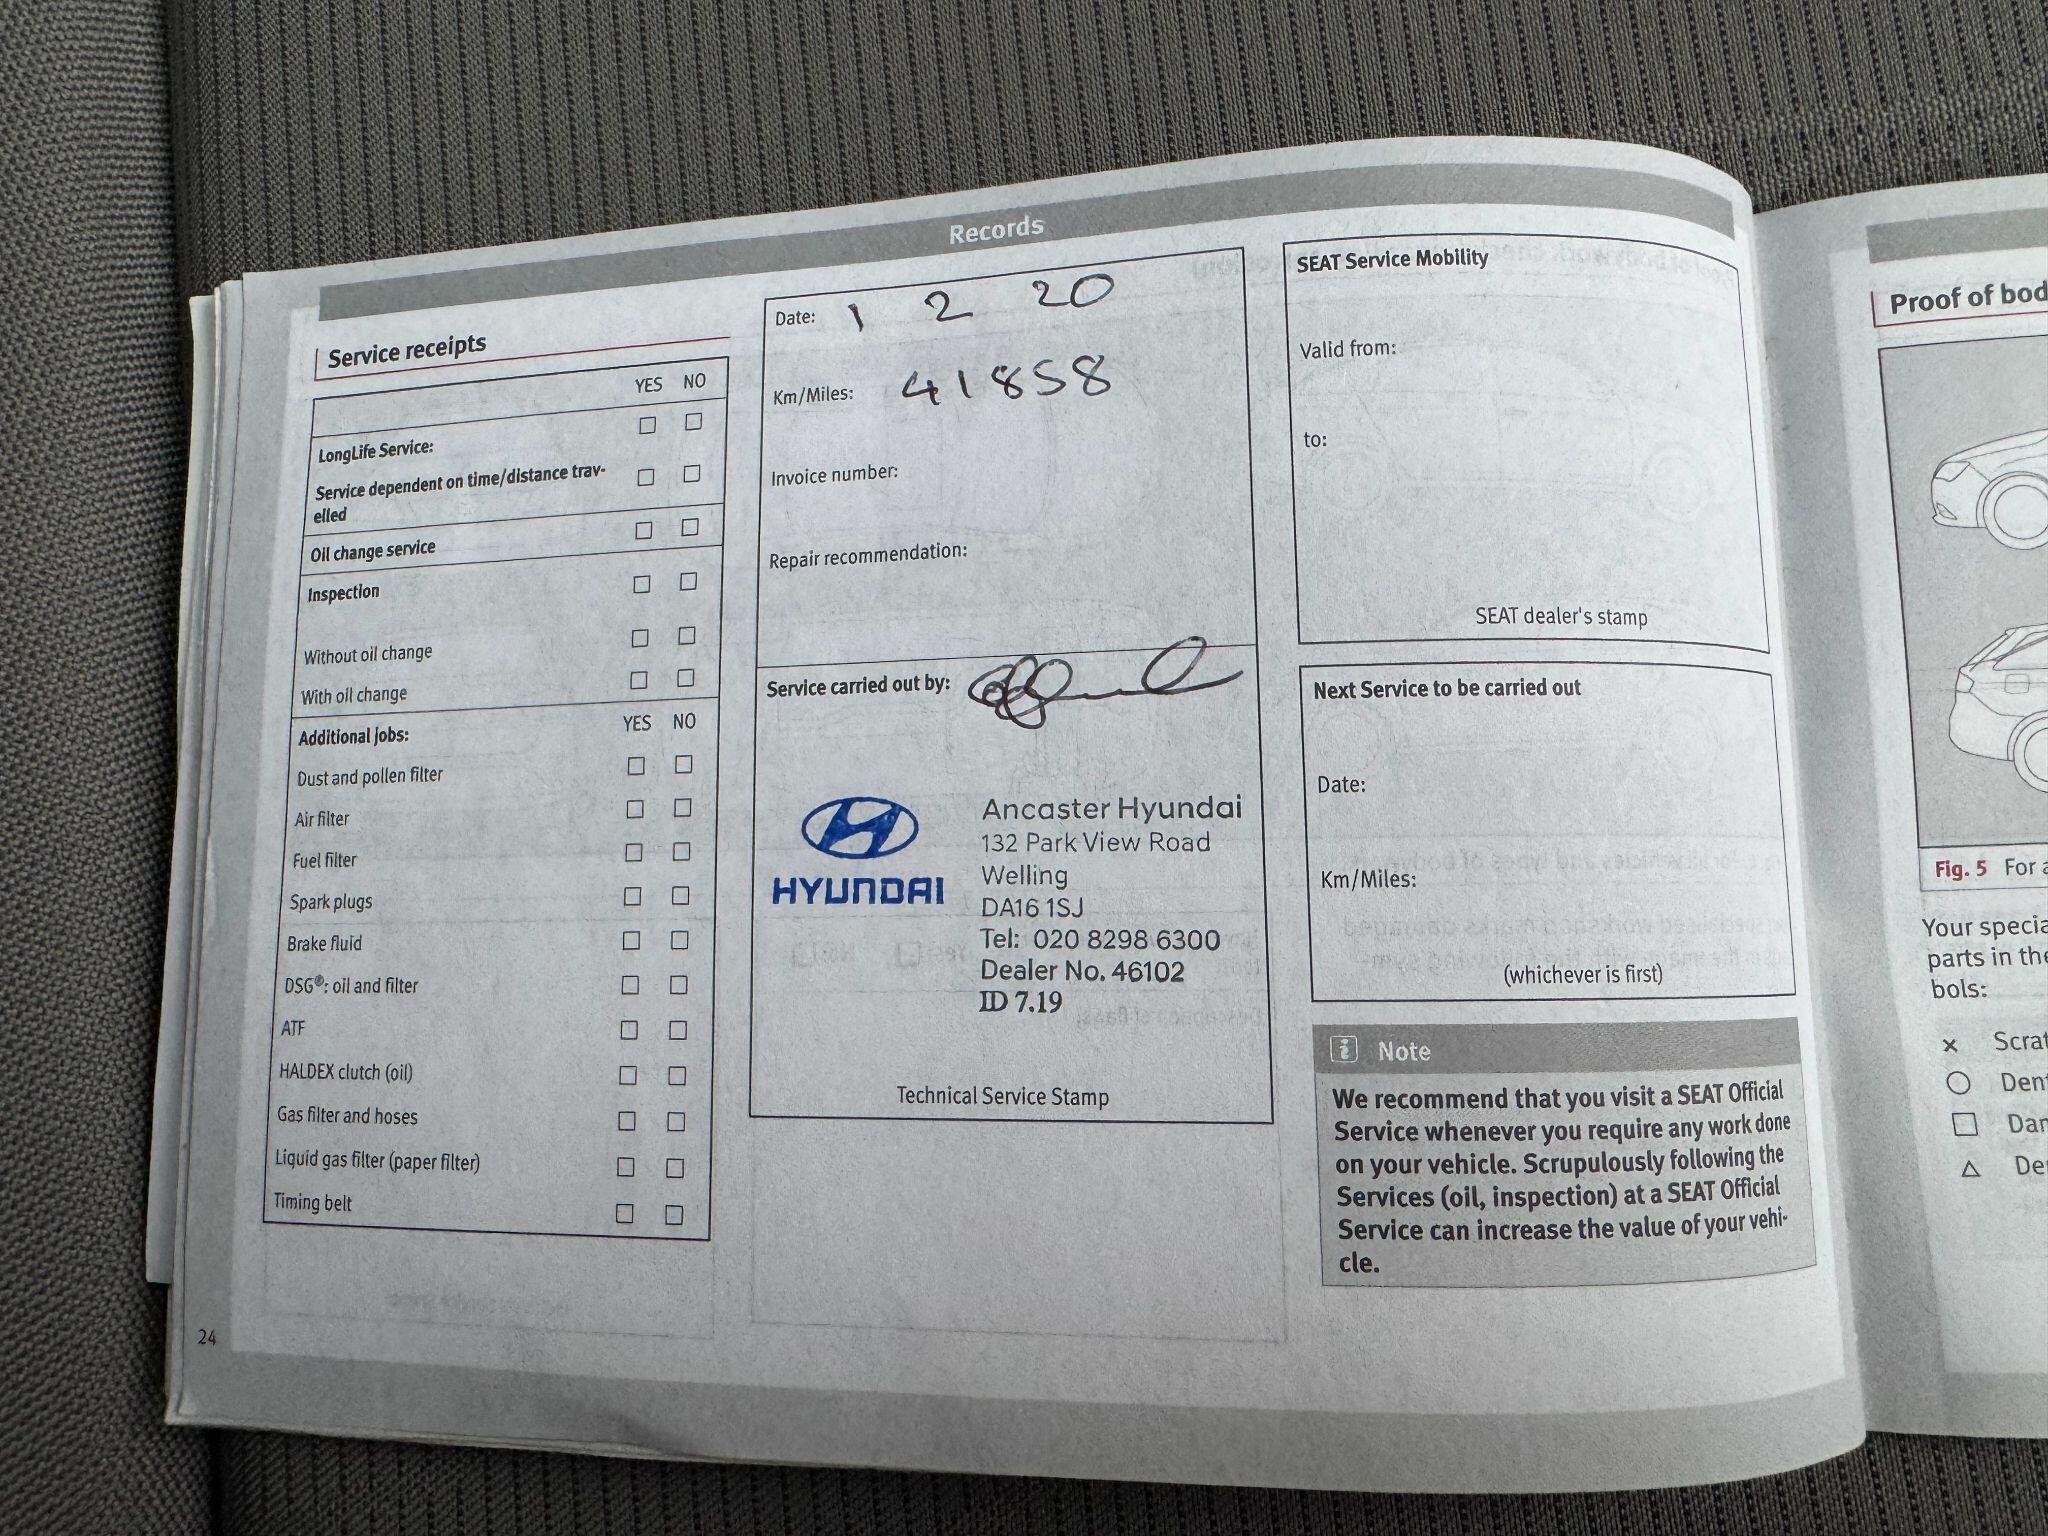 Records
Service receipts
YES NO
LongLife Service:
Service dependent on time/distance trav-
elled
Oil change service
Inspection
Without oil change
With oil change
Additional jobs: YES NO
Dust and pollen filter
Air filter
Fuel filter
Spark plugs
Brake fluid
DSG®: oil and filter
ATF
HALDEX clutch (oil)
Gas filter and hoses
Liquid gas filter (paper filter)
Timing belt
24
Date: 1 2 20
Km/Miles: 41858
Invoice number:
Repair recommendation:
Service carried out by:
HYUNDAI
Ancaster Hyundai
132 Park View Road
Welling
DA16 1SJ
Tel: 020 8298 6300
Dealer No. 46102
ID 7.19
Technical Service Stamp
SEAT Service Mobility
Valid from:
to:
SEAT dealer's stamp
Next Service to be carried out
Date:
Km/Miles:
(whichever is first)
i Note
We recommend that you visit a SEAT Official
Service whenever you require any work done
on your vehicle. Scrupulously following the
Services (oil, inspection) at a SEAT Official
Service can increase the value of your vehi-
cle.
Proof of bod
Fig. 5 For a
Your specia
parts in the
bols:
Scrat
Dent
Dam
De